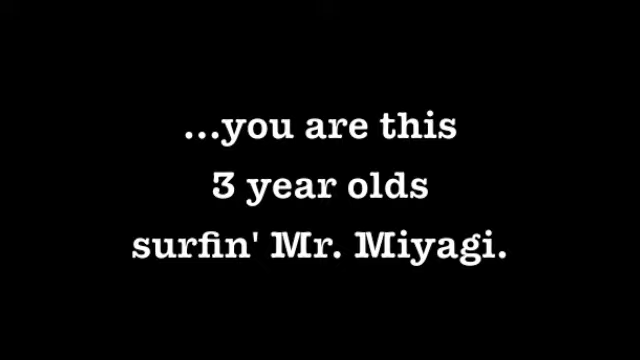 ...you are this
3 year olds
surfin' Mr. Miyagi.